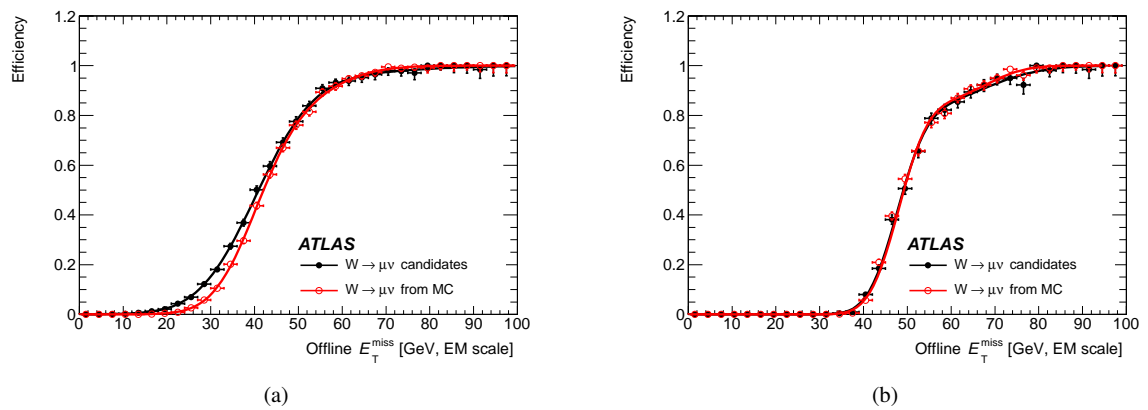 Efficiency
1.2
1
0.8
0.6
0.4
0.2
0
0 10 20 30 40 50 60 70 80 90 100
ATLAS
W → μν candidates
W → μν from MC
Offline E_T^miss [GeV, EM scale]
(a)
Efficiency
1.2
1
0.8
0.6
0.4
0.2
0
0 10 20 30 40 50 60 70 80 90 100
ATLAS
W → μν candidates
W → μν from MC
Offline E_T^miss [GeV, EM scale]
(b)